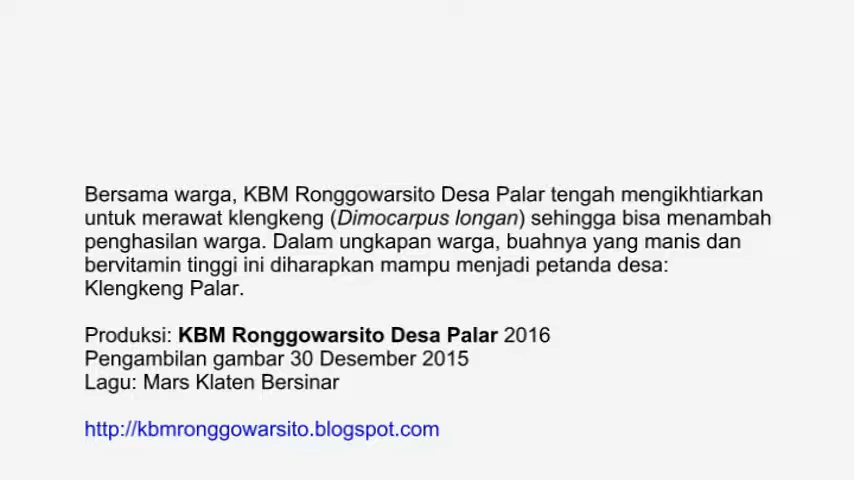 Bersama warga, KBM Ronggowarsito Desa Palar tengah mengikhtiarkan
untuk merawat klengkeng (Dimocarpus longan) sehingga bisa menambah
penghasilan warga. Dalam ungkapan warga, buahnya yang manis dan
bervitamin tinggi ini diharapkan mampu menjadi petanda desa:
Klengkeng Palar.
Produksi: KBM Ronggowarsito Desa Palar 2016
Pengambilan gambar 30 Desember 2015
Lagu: Mars Klaten Bersinar
http://kbmronggowarsito.blogspot.com